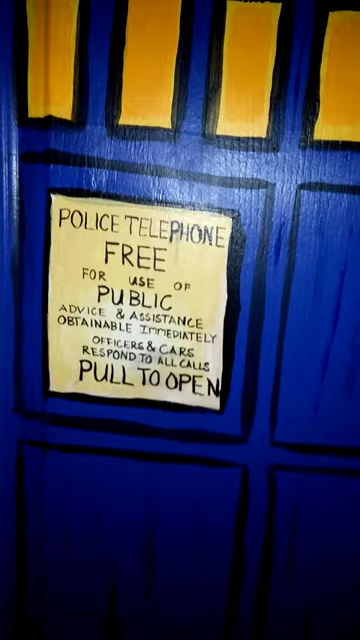 POLICE TELEPHONE
FREE
FOR USE OF
PUBLIC
ADVICE & ASSISTANCE
OBTAINABLE IMMEDIATELY
OFFICERS & CARS
RESPOND TO ALL CALLS
PULL TO OPEN